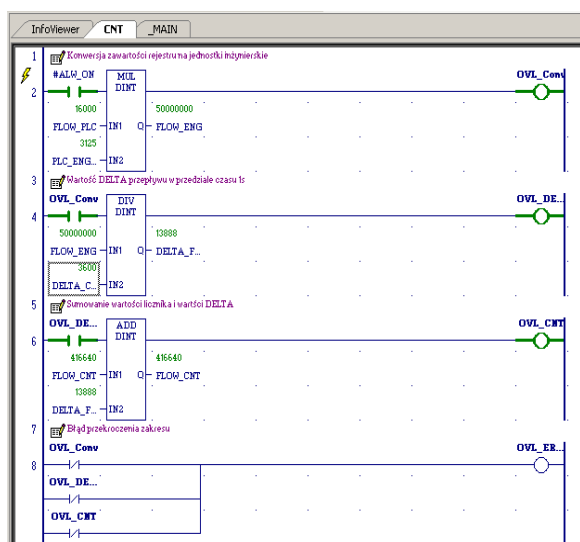 InfoViewer CNT _MAIN
1 Konwersja zawartości rejestru na jednostki inżynierskie
#ALW_ON MUL DINT OVL_Conv
2
16000 50000000
FLOW_PLC IN1 Q FLOW_ENG
3125
PLC_ENG... IN2
3 Wartość DELTA przepływu w przedziale czasu 1s
OVL_Conv DIV DINT OVL_DE...
4
50000000 13888
FLOW_ENG IN1 Q DELTA_F...
3600
DELTA_C... IN2
5 Sumowanie wartości licznika i wartści DELTA
OVL_DE... ADD DINT OVL_CNT
6
416640 416640
FLOW_CNT IN1 Q FLOW_CNT
13888
DELTA_F... IN2
7 Błąd przekroczenia zakresu
OVL_Conv OVL_ER...
8
OVL_DE...
OVL_CNT